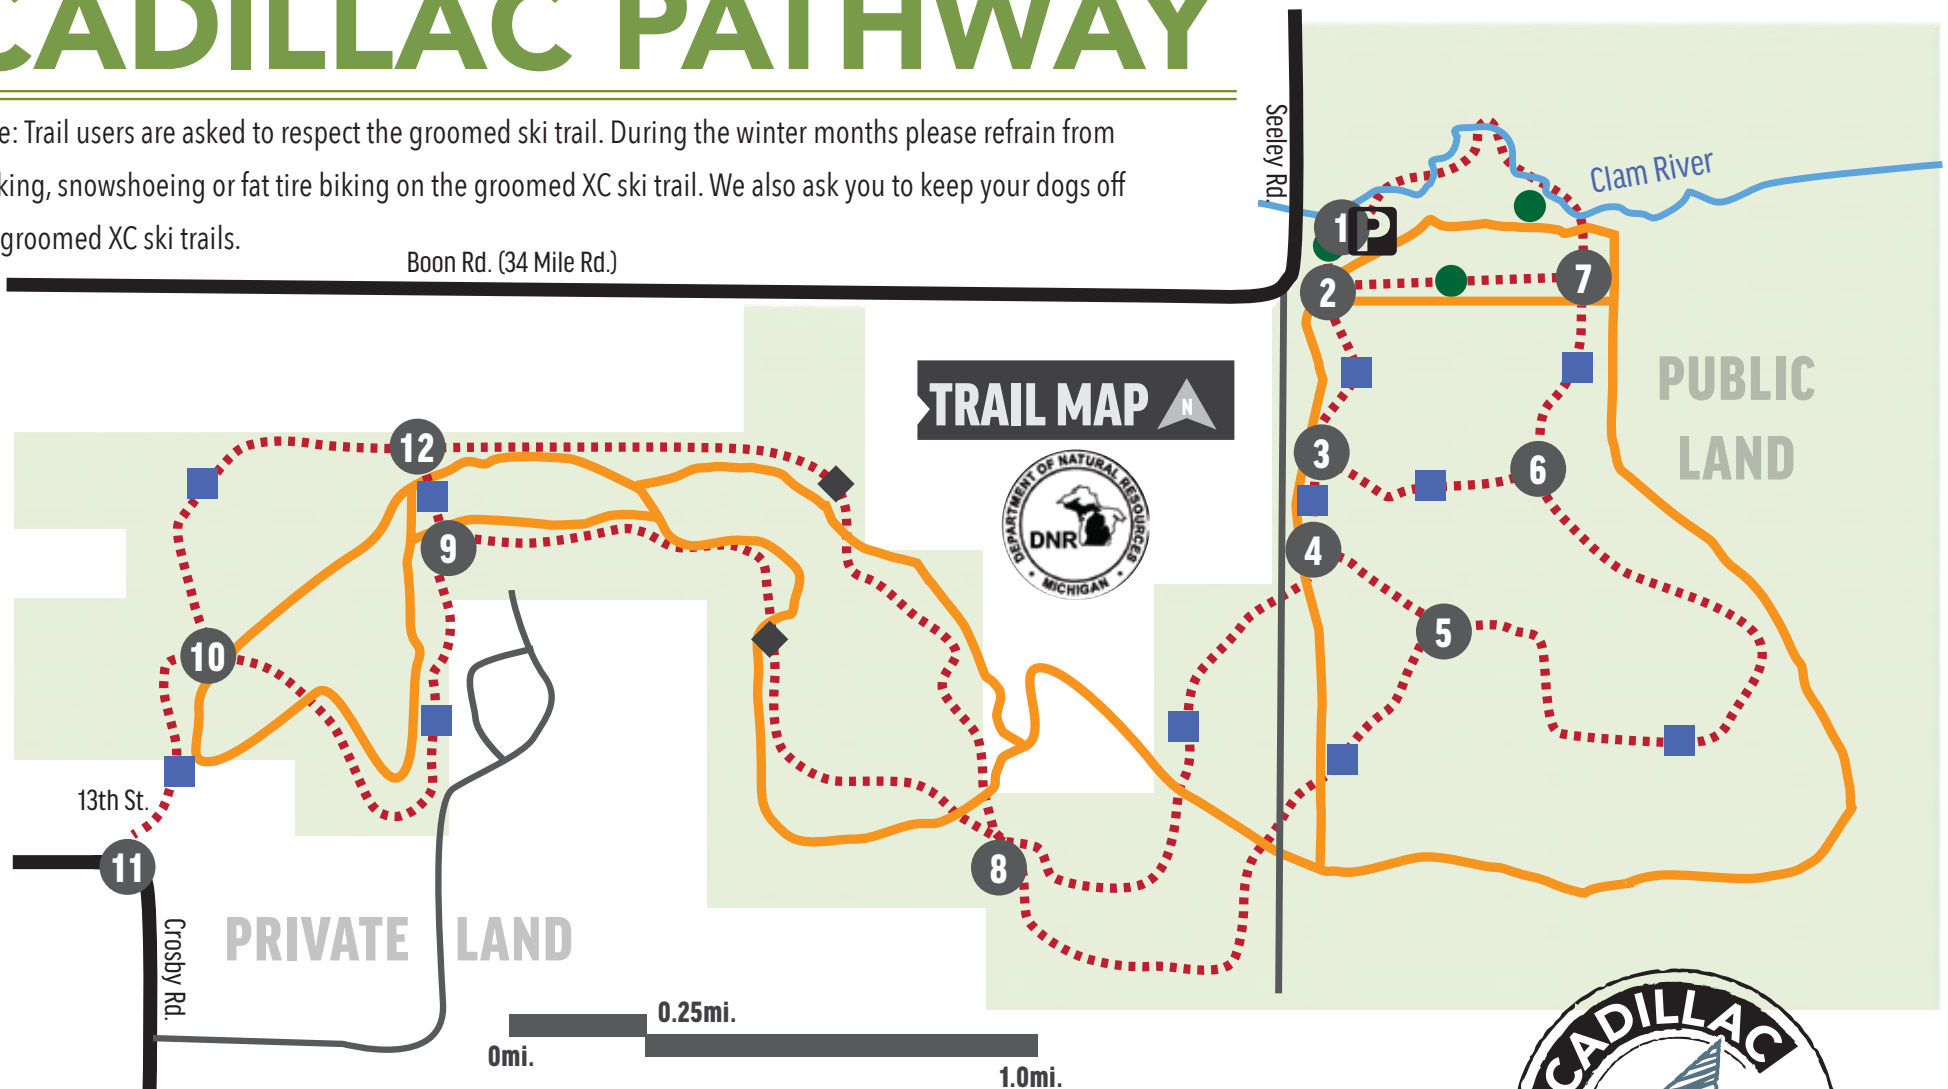 CADILLAC PATHWAY
e: Trail users are asked to respect the groomed ski trail. During the winter months please refrain from
king, snowshoeing or fat tire biking on the groomed XC ski trail. We also ask you to keep your dogs off
groomed XC ski trails.
Boon Rd. (34 Mile Rd.)
Seeley Rd.
Clam River
1
P
2
7
PUBLIC
LAND
TRAIL MAP
N
DEPARTMENT OF NATURAL RESOURCES
DNR
MICHIGAN
12
3
6
9
4
5
10
13th St.
11
8
Crosby Rd.
PRIVATE LAND
0.25mi.
0mi.
1.0mi.
CADILLAC